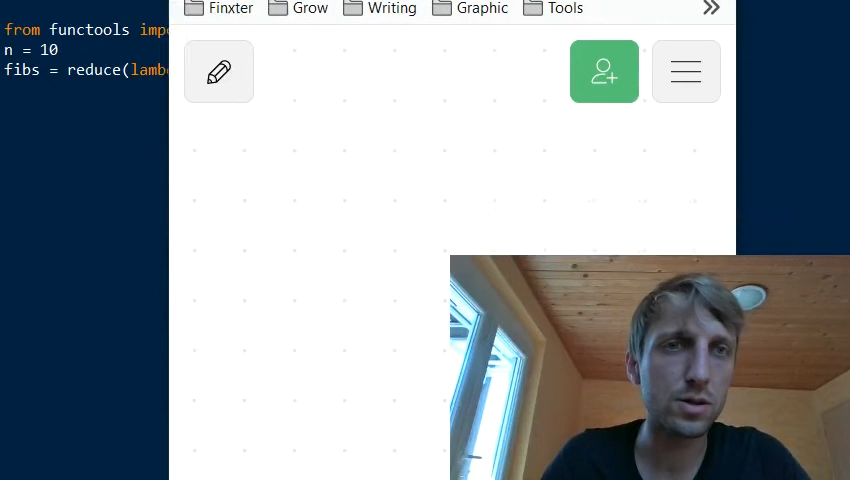 from functools impo
n = 10
fibs = reduce(lamb
Finxter Grow Writing Graphic Tools